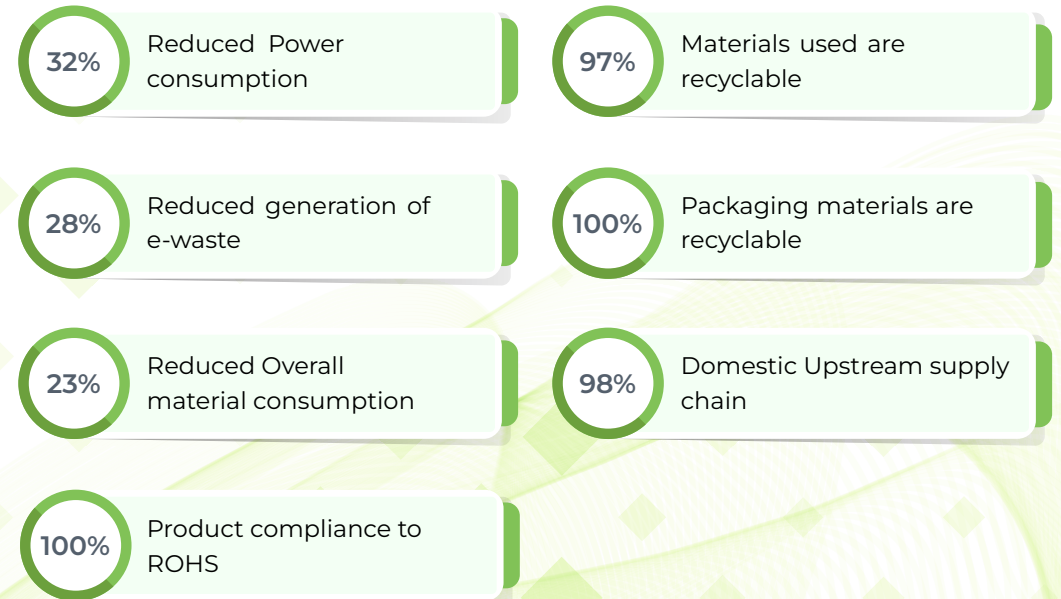 32%
Reduced Power
consumption
97%
Materials used are
recyclable
28%
Reduced generation of
e-waste
100%
Packaging materials are
recyclable
23%
Reduced Overall
material consumption
98%
Domestic Upstream supply
chain
100%
Product compliance to
ROHS